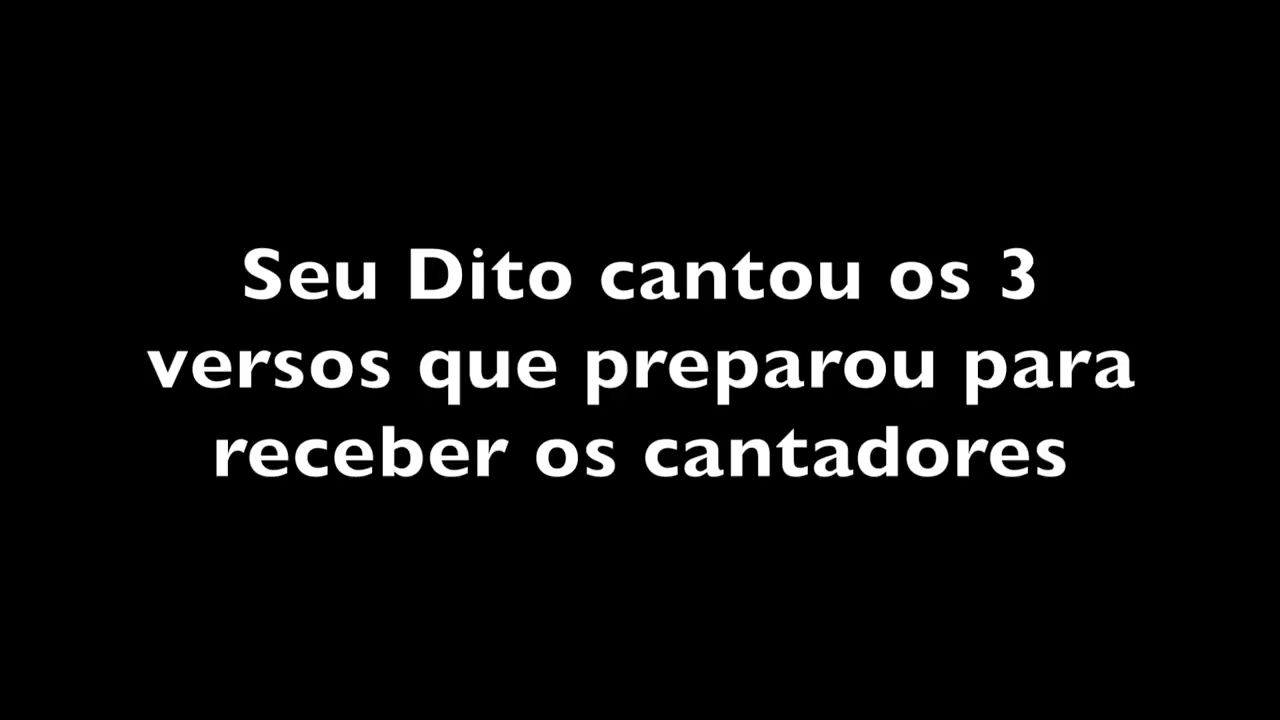 Seu Dito cantou os 3
versos que preparou para
receber os cantadores